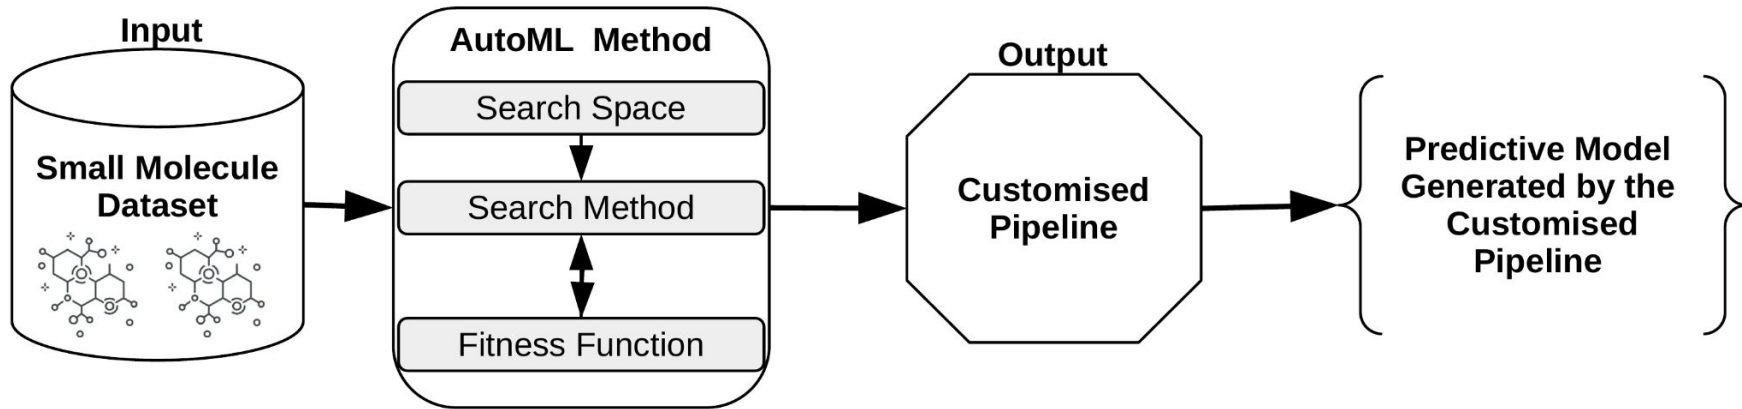 Input
Small Molecule
Dataset
AutoML Method
Search Space
Search Method
Fitness Function
Output
Customised
Pipeline
Predictive Model
Generated by the
Customised
Pipeline